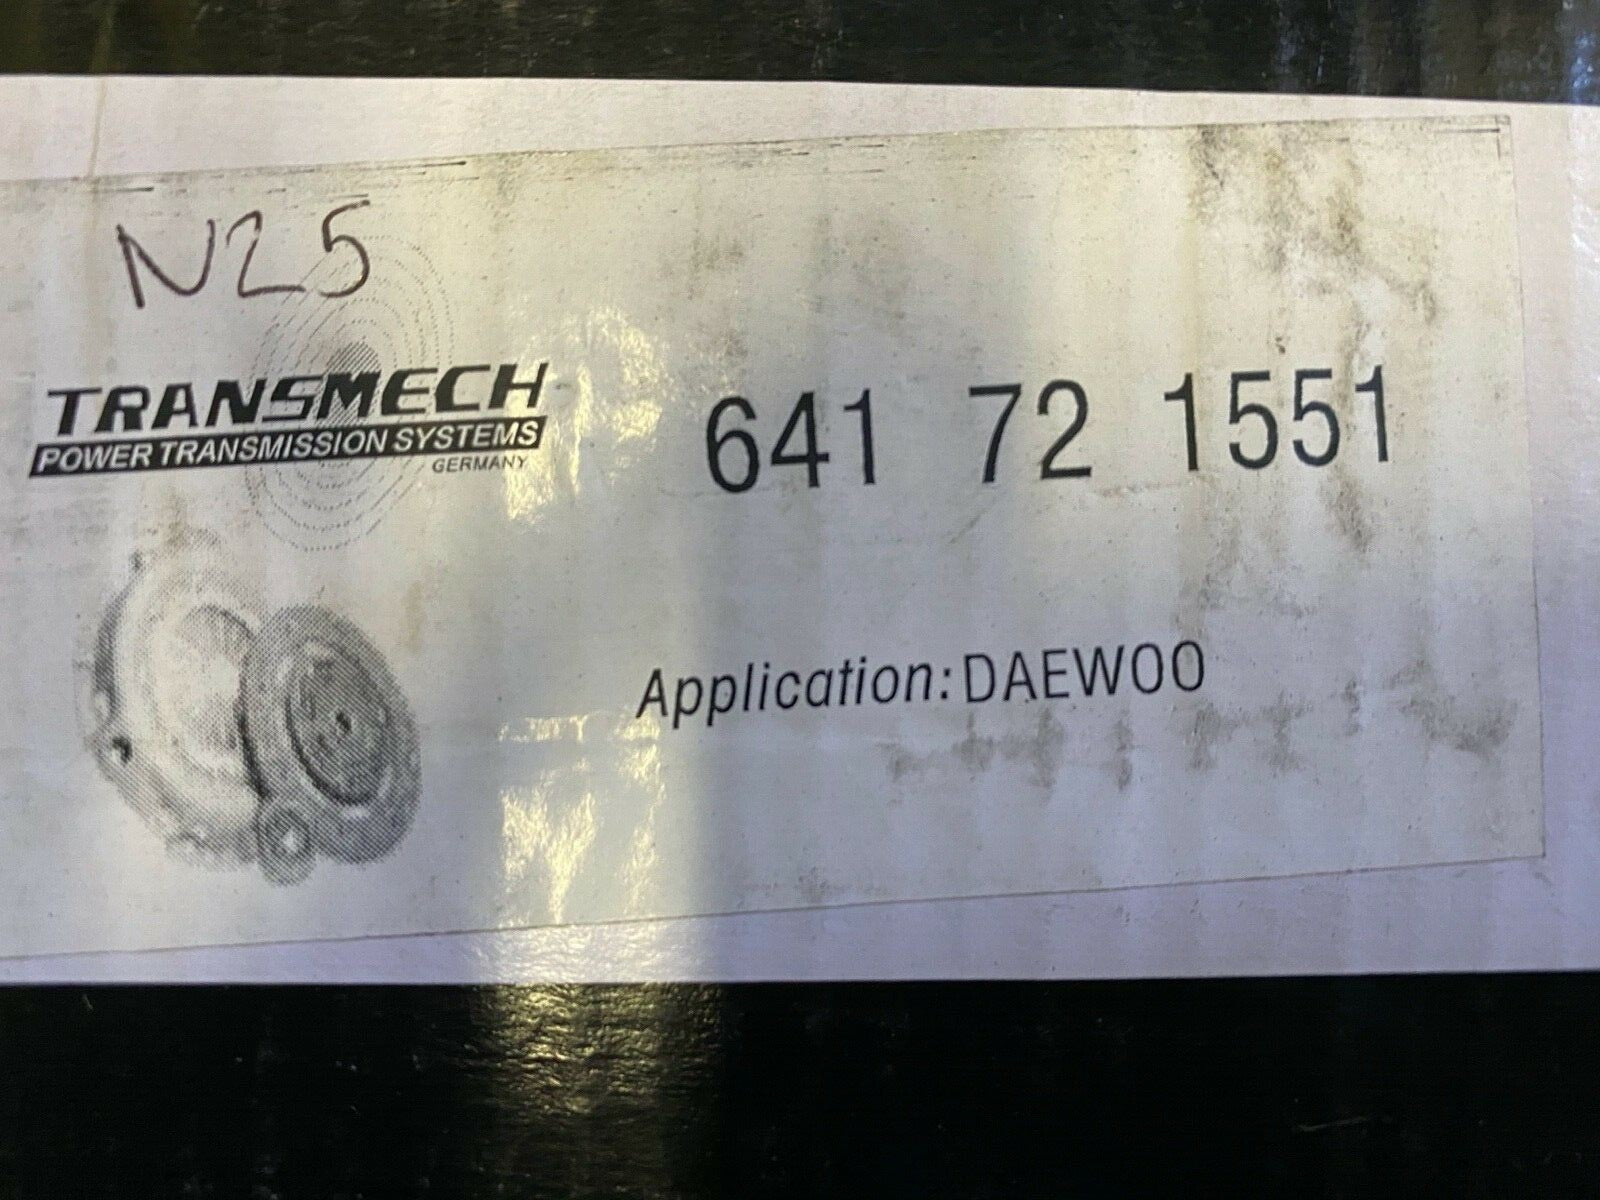 N25
TRANSMECH
POWER TRANSMISSION SYSTEMS
GERMANY
641 72 1551
Application: DAEWOO